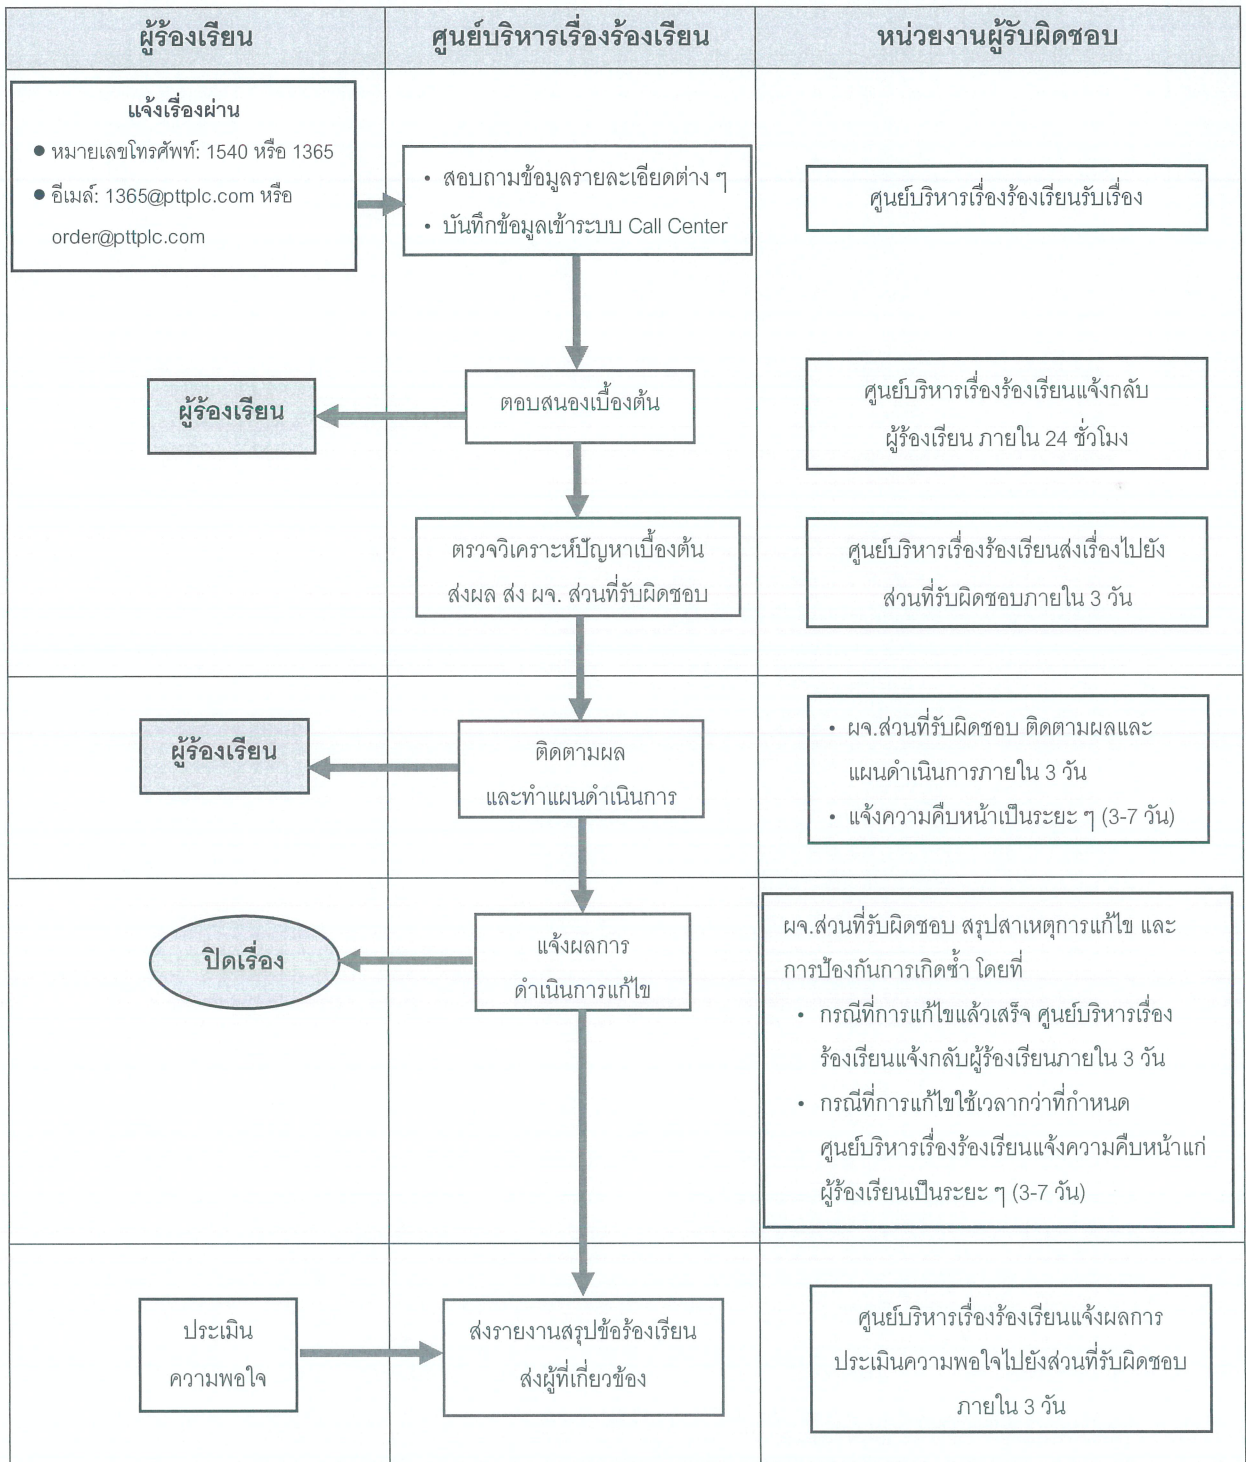 ผู้ร้องเรียน
ศูนย์บริหารเรื่องร้องเรียน
หน่วยงานผู้รับผิดชอบ
แจ้งเรื่องผ่าน
● หมายเลขโทรศัพท์: 1540 หรือ 1365
● อีเมล์: 1365@pttplc.com หรือ
order@pttplc.com
• สอบถามข้อมูลรายละเอียดต่าง ๆ
• บันทึกข้อมูลเข้าระบบ Call Center
ศูนย์บริหารเรื่องร้องเรียนรับเรื่อง
ผู้ร้องเรียน
ตอบสนองเบื้องต้น
ศูนย์บริหารเรื่องร้องเรียนแจ้งกลับ
ผู้ร้องเรียน ภายใน 24 ชั่วโมง
ตรวจวิเคราะห์ปัญหาเบื้องต้น
ส่งผล ส่ง ผจ. ส่วนที่รับผิดชอบ
ศูนย์บริหารเรื่องร้องเรียนส่งเรื่องไปยัง
ส่วนที่รับผิดชอบภายใน 3 วัน
ผู้ร้องเรียน
ติดตามผล
และทำแผนดำเนินการ
• ผจ.ส่วนที่รับผิดชอบ ติดตามผลและ
แผนดำเนินการภายใน 3 วัน
• แจ้งความคืบหน้าเป็นระยะ ๆ (3-7 วัน)
ปิดเรื่อง
แจ้งผลการ
ดำเนินการแก้ไข
ผจ.ส่วนที่รับผิดชอบ สรุปสาเหตุการแก้ไข และ
การป้องกันการเกิดซ้ำ โดยที่
• กรณีที่การแก้ไขแล้วเสร็จ ศูนย์บริหารเรื่อง
ร้องเรียนแจ้งกลับผู้ร้องเรียนภายใน 3 วัน
• กรณีที่การแก้ไขใช้เวลากว่าที่กำหนด
ศูนย์บริหารเรื่องร้องเรียนแจ้งความคืบหน้าแก่
ผู้ร้องเรียนเป็นระยะ ๆ (3-7 วัน)
ประเมิน
ความพอใจ
ส่งรายงานสรุปข้อร้องเรียน
ส่งผู้ที่เกี่ยวข้อง
ศูนย์บริหารเรื่องร้องเรียนแจ้งผลการ
ประเมินความพอใจไปยังส่วนที่รับผิดชอบ
ภายใน 3 วัน